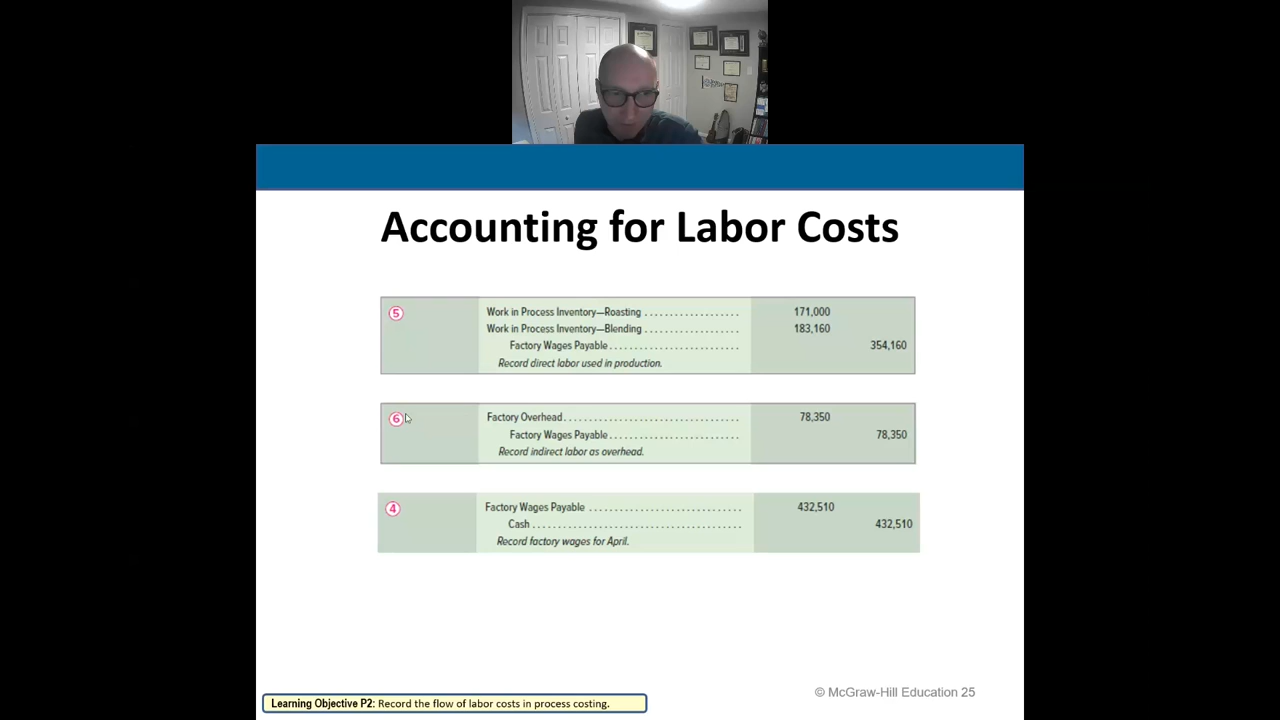 Accounting for Labor Costs
⑤ Work in Process Inventory—Roasting . . . . . . . . . . . . . . . . . . . 171,000
Work in Process Inventory—Blending . . . . . . . . . . . . . . . . . . . 183,160
Factory Wages Payable . . . . . . . . . . . . . . . . . . . . . . . . . . 354,160
Record direct labor used in production.
⑥ Factory Overhead . . . . . . . . . . . . . . . . . . . . . . . . . . . . . . . . . . . 78,350
Factory Wages Payable . . . . . . . . . . . . . . . . . . . . . . . . . . 78,350
Record indirect labor as overhead.
④ Factory Wages Payable . . . . . . . . . . . . . . . . . . . . . . . . . . . . . . . 432,510
Cash . . . . . . . . . . . . . . . . . . . . . . . . . . . . . . . . . . . . . . . . . . 432,510
Record factory wages for April.
© McGraw-Hill Education 25
Learning Objective P2: Record the flow of labor costs in process costing.